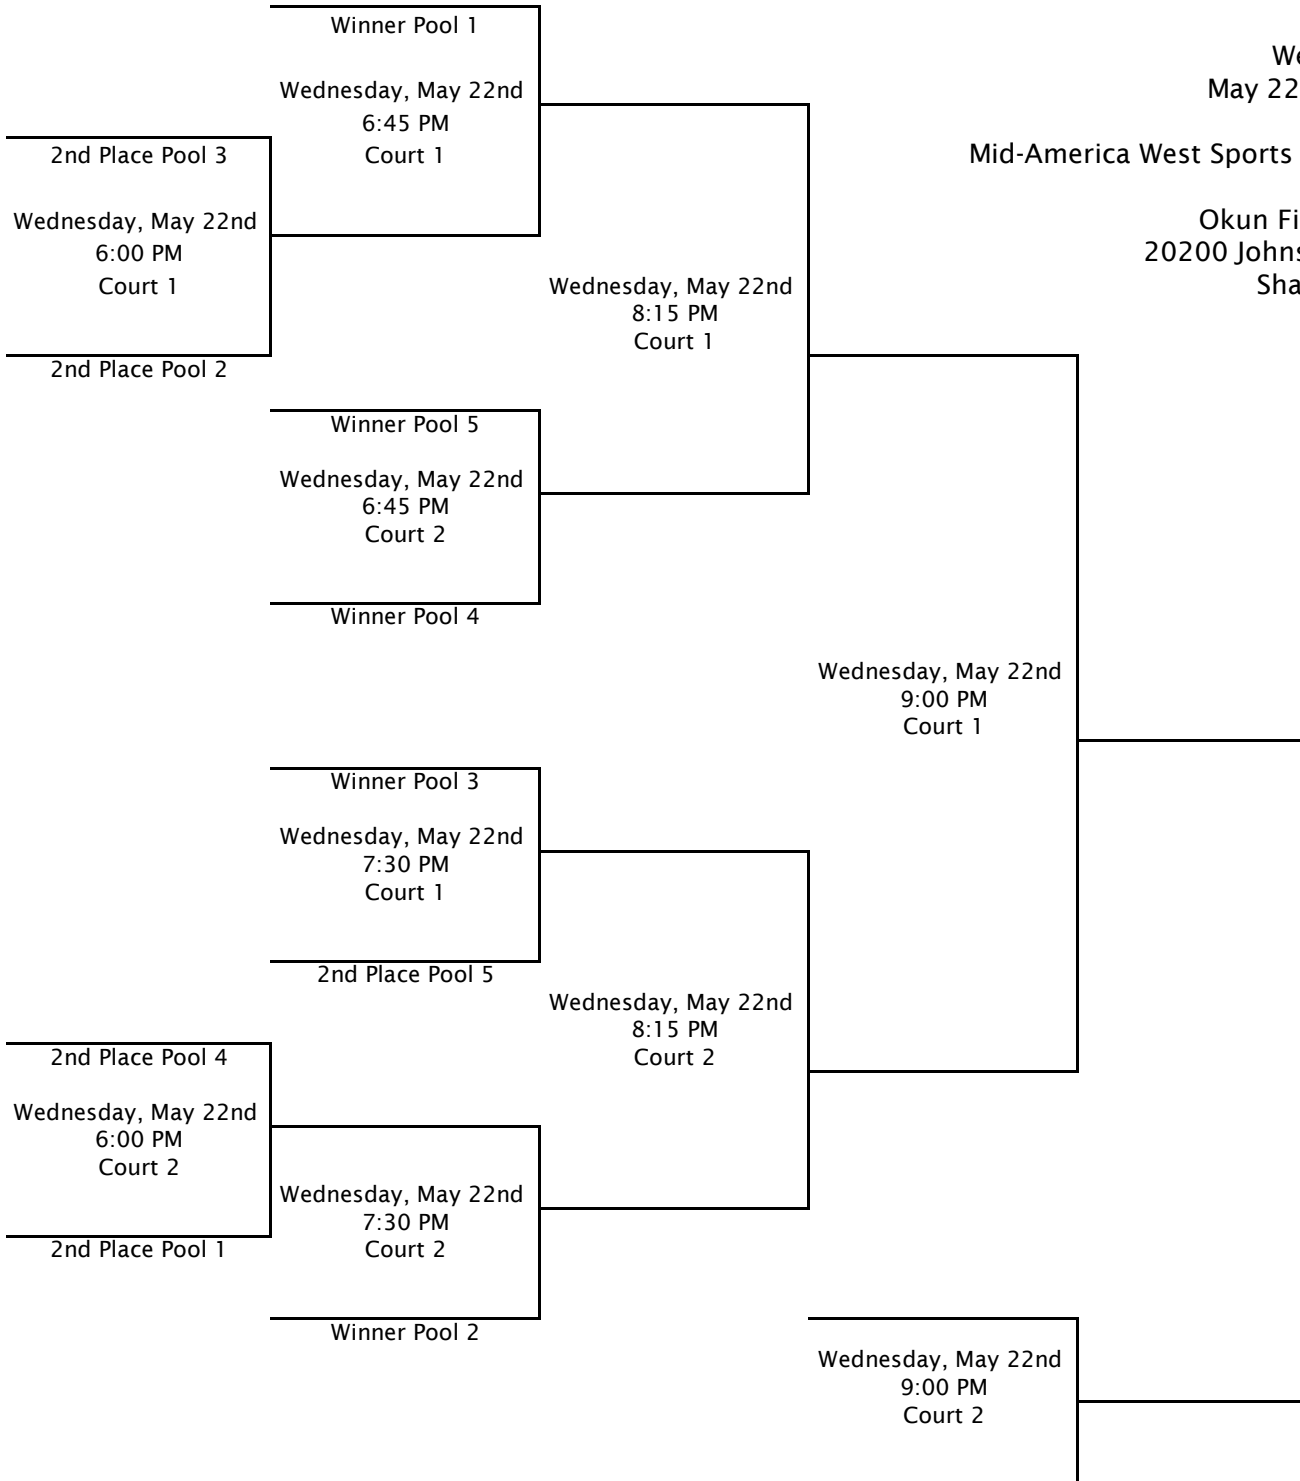 Winner Pool 1
Wednesday, May 22nd
6:45 PM
Court 1
2nd Place Pool 3
Wednesday, May 22nd
6:00 PM
Court 1
2nd Place Pool 2
May 22
Mid-America West Sports
Okun
20200
Wednesday, May 22nd
8:15 PM
Court 1
Winner Pool 5
Wednesday, May 22nd
6:45 PM
Court 2
Winner Pool 4
Wednesday, May 22nd
9:00 PM
Court 1
Winner Pool 3
Wednesday, May 22nd
7:30 PM
Court 1
2nd Place Pool 5
Wednesday, May 22nd
8:15 PM
Court 2
2nd Place Pool 4
Wednesday, May 22nd
6:00 PM
Court 2
2nd Place Pool 1
Wednesday, May 22nd
7:30 PM
Court 2
Winner Pool 2
Wednesday, May 22nd
9:00 PM
Court 2